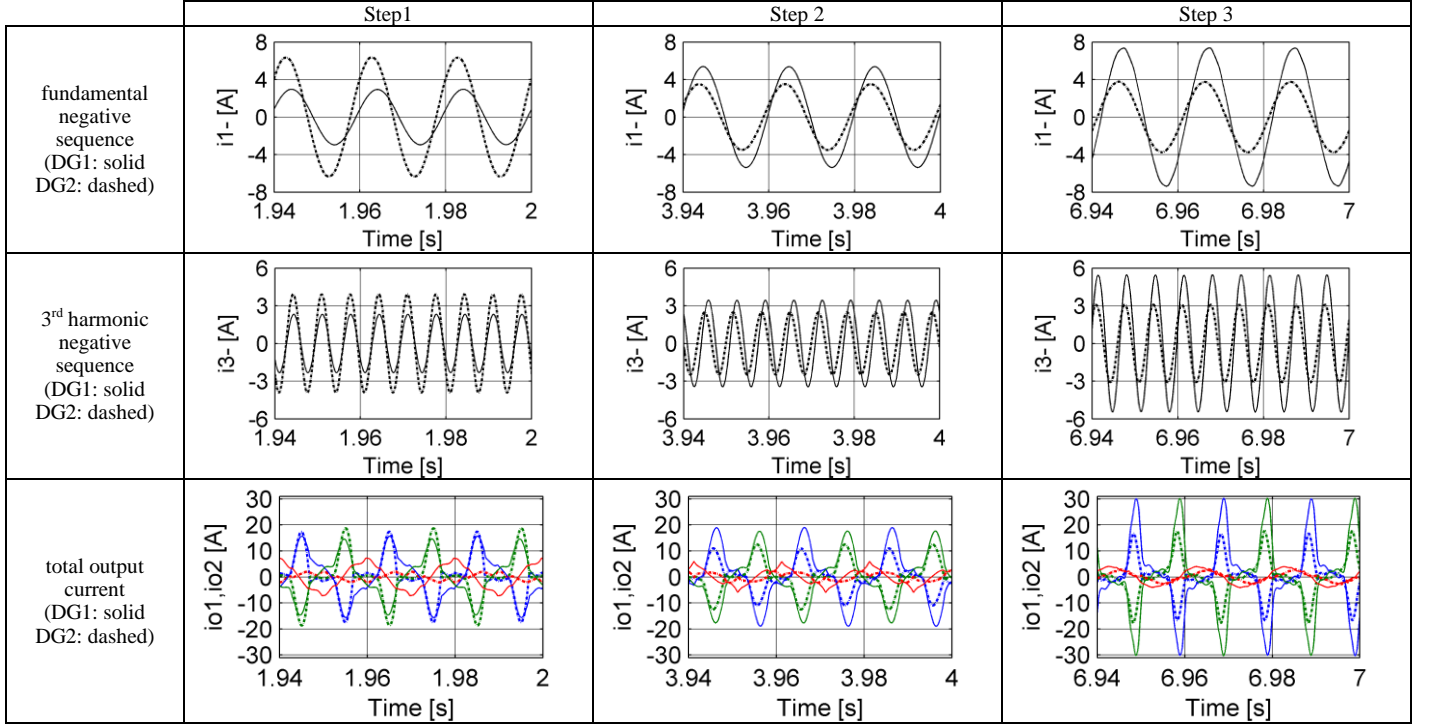 Step1
Step 2
Step 3
fundamental
negative
sequence
(DG1: solid
DG2: dashed)
i1- [A]
8
4
0
-4
-8
1.94
1.96
1.98
2
Time [s]
i1- [A]
8
4
0
-4
-8
3.94
3.96
3.98
4
Time [s]
i1- [A]
8
4
0
-4
-8
6.94
6.96
6.98
7
Time [s]
3rd harmonic
negative
sequence
(DG1: solid
DG2: dashed)
i3- [A]
6
3
0
-3
-6
1.94
1.96
1.98
2
Time [s]
i3- [A]
6
3
0
-3
-6
3.94
3.96
3.98
4
Time [s]
i3- [A]
6
3
0
-3
-6
6.94
6.96
6.98
7
Time [s]
total output
current
(DG1: solid
DG2: dashed)
io1,io2 [A]
30
20
10
0
-10
-20
-30
1.94
1.96
1.98
2
Time [s]
io1,io2 [A]
30
20
10
0
-10
-20
-30
3.94
3.96
3.98
4
Time [s]
io1,io2 [A]
30
20
10
0
-10
-20
-30
6.94
6.96
6.98
7
Time [s]